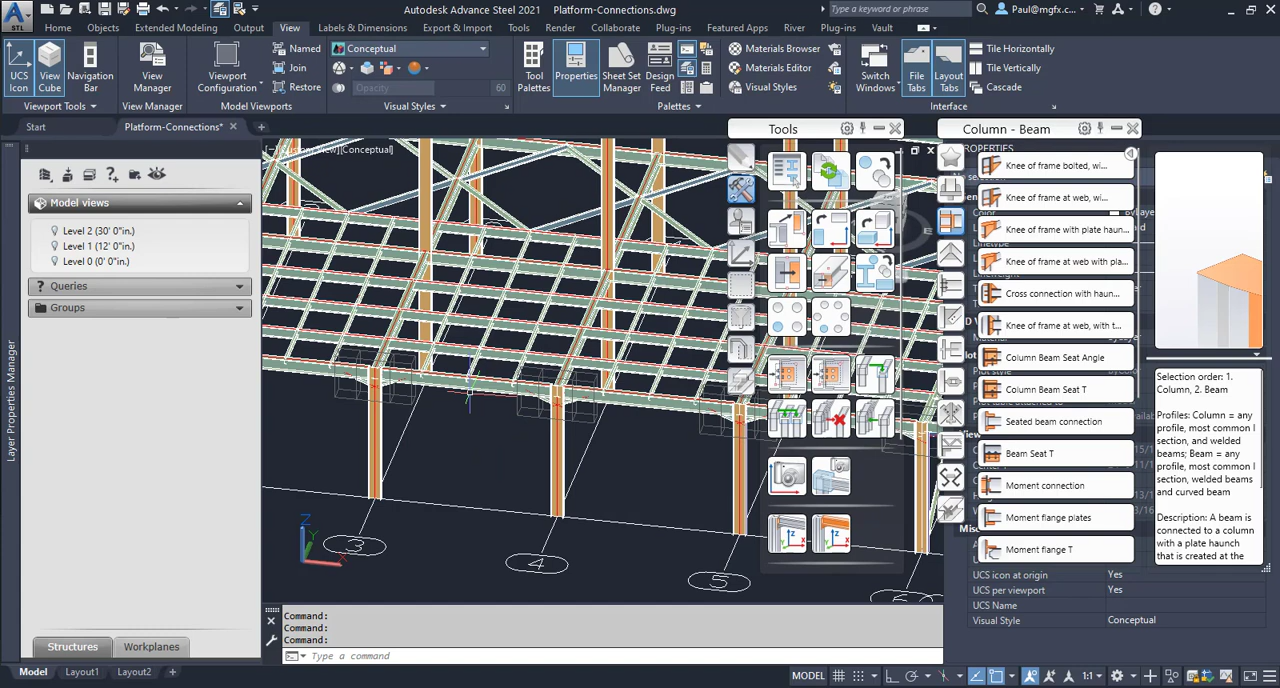 STL
Autodesk Advance Steel 2021 Platform-Connections.dwg
Type a keyword or phrase
Paul@mgfx.c...
Home
Objects
Extended Modeling
Output
View
Labels & Dimensions
Export & Import
Plug-ins
Tools
Render
Collaborate
Plug-ins
Featured Apps
River
Plug-ins
Vault
UCS Icon
View Cube
Navigation Bar
Viewport Tools
View Manager
View Manager
Viewport Configuration
Named
Join
Restore
Model Viewports
Conceptual
Opacity
60
Visual Styles
Tool Palettes
Properties
Sheet Set Manager
Design Feed
Palettes
Materials Browser
Materials Editor
Visual Styles
Switch Windows
File Tabs
Layout Tabs
Tile Horizontally
Tile Vertically
Cascade
Interface
Start
Platform-Connections*
Model views
Level 2 (30' 0"in.)
Level 1 (12' 0"in.)
Level 0 (0' 0"in.)
Queries
Groups
Structures
Workplanes
Layer Properties Manager
[Conceptual]
3
4
5
Z
Y
X
Tools
Column - Beam
PROPERTIES
Knee of frame bolted, wi...
Knee of frame at web, wi...
Knee of frame with plate haun...
Knee of frame at web with pla...
Cross connection with haun...
Knee of frame at web, with t...
Column Beam Seat Angle
Column Beam Seat T
Seated beam connection
Beam Seat T
Moment connection
Moment flange plates
Moment flange T
Selection order: 1. Column, 2. Beam
Profiles: Column = any profile, most common I section, and welded beams; Beam = any profile, most common I section, welded beams and curved beam
Description: A beam is connected to a column with a plate haunch that is created at the
UCS icon at origin Yes
UCS per viewport Yes
UCS Name
Visual Style Conceptual
Command:
Command:
Command:
Type a command
Model
Layout1
Layout2
MODEL
1:1